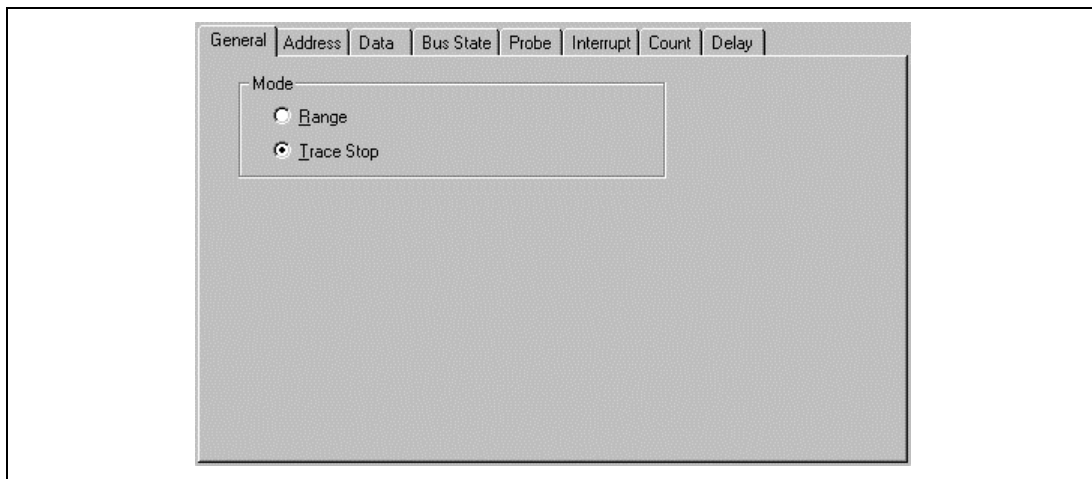 General Address Data Bus State Probe Interrupt Count Delay
Mode
Range
Trace Stop